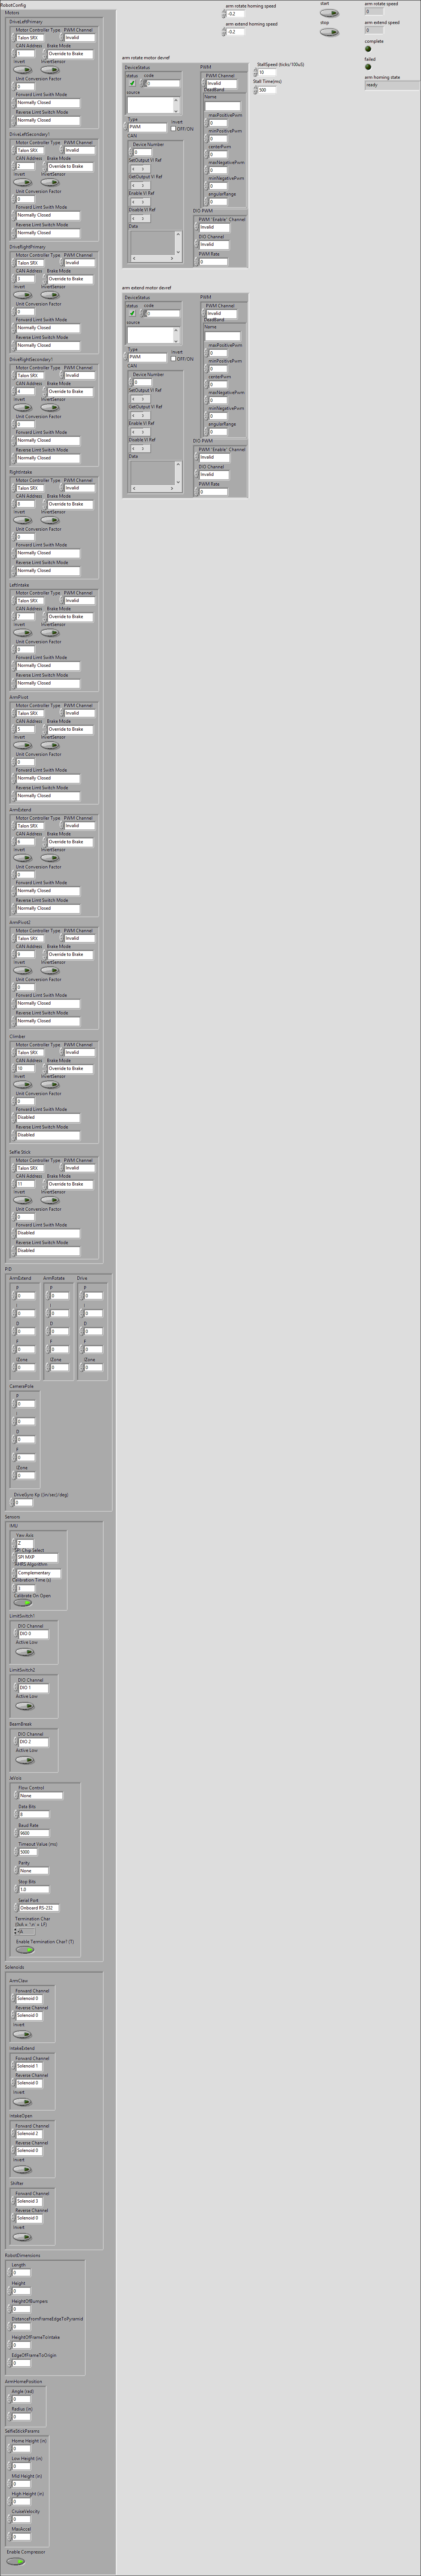 RobotConfig
Motors
DriveLeftPrimary
Motor Controller Type PWM Channel
Talon SRX Invalid
CAN Address Brake Mode
1 Override to Brake
Invert InvertSensor
Unit Conversion Factor
0
Forward Limt Swith Mode
Normally Closed
Reverse Limit Switch Mode
Normally Closed
DriveLeftSecondary1
Motor Controller Type PWM Channel
Talon SRX Invalid
CAN Address Brake Mode
2 Override to Brake
Invert InvertSensor
Unit Conversion Factor
0
Forward Limt Swith Mode
Normally Closed
Reverse Limit Switch Mode
Normally Closed
DriveRightPrimary
Motor Controller Type PWM Channel
Talon SRX Invalid
CAN Address Brake Mode
3 Override to Brake
Invert InvertSensor
Unit Conversion Factor
0
Forward Limt Swith Mode
Normally Closed
Reverse Limit Switch Mode
Normally Closed
DriveRightSecondary1
Motor Controller Type PWM Channel
Talon SRX Invalid
CAN Address Brake Mode
4 Override to Brake
Invert InvertSensor
Unit Conversion Factor
0
Forward Limt Swith Mode
Normally Closed
Reverse Limit Switch Mode
Normally Closed
RightIntake
Motor Controller Type PWM Channel
Talon SRX Invalid
CAN Address Brake Mode
8 Override to Brake
Invert InvertSensor
Unit Conversion Factor
0
Forward Limt Swith Mode
Normally Closed
Reverse Limit Switch Mode
Normally Closed
LeftIntake
Motor Controller Type PWM Channel
Talon SRX Invalid
CAN Address Brake Mode
7 Override to Brake
Invert InvertSensor
Unit Conversion Factor
0
Forward Limt Swith Mode
Normally Closed
Reverse Limit Switch Mode
Normally Closed
ArmPivot
Motor Controller Type PWM Channel
Talon SRX Invalid
CAN Address Brake Mode
5 Override to Brake
Invert InvertSensor
Unit Conversion Factor
0
Forward Limt Swith Mode
Normally Closed
Reverse Limit Switch Mode
Normally Closed
ArmExtend
Motor Controller Type PWM Channel
Talon SRX Invalid
CAN Address Brake Mode
6 Override to Brake
Invert InvertSensor
Unit Conversion Factor
0
Forward Limt Swith Mode
Normally Closed
Reverse Limit Switch Mode
Normally Closed
ArmPivot2
Motor Controller Type PWM Channel
Talon SRX Invalid
CAN Address Brake Mode
9 Override to Brake
Invert InvertSensor
Unit Conversion Factor
0
Forward Limt Swith Mode
Normally Closed
Reverse Limit Switch Mode
Normally Closed
Climber
Motor Controller Type PWM Channel
Talon SRX Invalid
CAN Address Brake Mode
10 Override to Brake
Invert InvertSensor
Unit Conversion Factor
0
Forward Limt Swith Mode
Disabled
Reverse Limit Switch Mode
Disabled
Selfie Stick
Motor Controller Type PWM Channel
Talon SRX Invalid
CAN Address Brake Mode
11 Override to Brake
Invert InvertSensor
Unit Conversion Factor
0
Forward Limt Swith Mode
Disabled
Reverse Limit Switch Mode
Disabled
PID
ArmExtend ArmRotate Drive
P P P
0 0 0
I I I
0 0 0
D D D
0 0 0
F F F
0 0 0
IZone IZone IZone
0 0 0
CameraPole
P
0
I
0
D
0
F
0
IZone
0
DriveGyro Kp ((in/sec)/deg)
0
Sensors
IMU
Yaw Axis
Z
SPI Chip Select
SPI MXP
AHRS Algorithm
Complementary
Calibration Time (s)
3
Calibrate On Open
LimitSwitch1
DIO Channel
DIO 0
Active Low
LimitSwitch2
DIO Channel
DIO 1
Active Low
BeamBreak
DIO Channel
DIO 2
Active Low
JeVois
Flow Control
None
Data Bits
8
Baud Rate
9600
Timeout Value (ms)
5000
Parity
None
Stop Bits
1.0
Serial Port
Onboard RS-232
Termination Char
(0xA = '\n' = LF)
xA
Enable Termination Char? (T)
Solenoids
ArmClaw
Forward Channel
Solenoid 0
Reverse Channel
Solenoid 0
Invert
IntakeExtend
Forward Channel
Solenoid 1
Reverse Channel
Solenoid 0
Invert
IntakeOpen
Forward Channel
Solenoid 2
Reverse Channel
Solenoid 0
Invert
Shifter
Forward Channel
Solenoid 3
Reverse Channel
Solenoid 0
Invert
RobotDimensions
Length
0
Height
0
HeightOfBumpers
0
DistanceFromFrameEdgeToPyramid
0
HeightOfFrameToIntake
0
EdgeOfFrameToOrigin
0
ArmHomePosition
Angle (rad)
0
Radius (in)
0
SelfieStickParams
Home Height (in)
0
Low Height (in)
0
Mid Height (in)
0
High Height (in)
0
CruiseVelocity
0
MaxAccel
0
Enable Compressor
arm rotate homing speed
-0.2
arm extend homing speed
-0.2
arm rotate motor devref
DeviceStatus
status code
0
source
Type
PWM
Invert
OFF/ON
CAN
Device Number
0
SetOutput VI Ref
GetOutput VI Ref
Enable VI Ref
Disable VI Ref
Data
PWM
PWM Channel
Invalid
DeadBand
Name
maxPositivePwm
0
minPositivePwm
0
centerPwm
0
maxNegativePwm
0
minNegativePwm
0
angularRange
0
DIO PWM
PWM "Enable" Channel
Invalid
DIO Channel
Invalid
PWM Rate
0
arm extend motor devref
DeviceStatus
status code
0
source
Type
PWM
Invert
OFF/ON
CAN
Device Number
0
SetOutput VI Ref
GetOutput VI Ref
Enable VI Ref
Disable VI Ref
Data
PWM
PWM Channel
Invalid
DeadBand
Name
maxPositivePwm
0
minPositivePwm
0
centerPwm
0
maxNegativePwm
0
minNegativePwm
0
angularRange
0
DIO PWM
PWM "Enable" Channel
Invalid
DIO Channel
Invalid
PWM Rate
0
StallSpeed (ticks/100uS)
10
Stall Time(ms)
500
start
stop
arm rotate speed
0
arm extend speed
0
complete
failed
arm homing state
ready